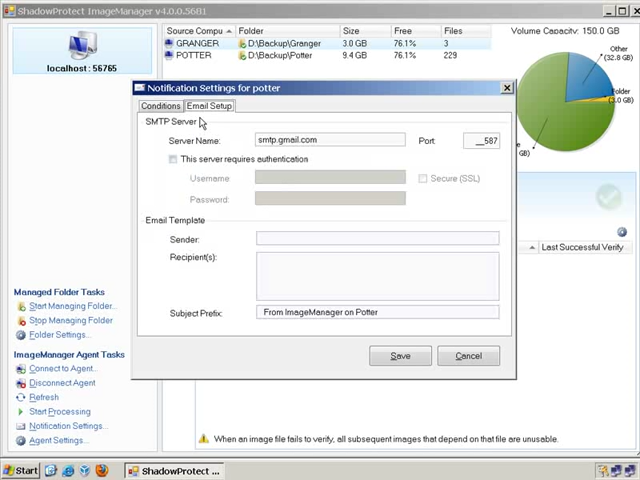 ShadowProtect ImageManager v4.0.0.5681
localhost : 56765
Source Compu Folder Size Free Files
GRANGER D:\Backup\Granger 3.0 GB 76.1% 3
POTTER D:\Backup\Potter 9.4 GB 76.1% 229
Volume Capacity: 150.0 G
Other
(32.8 GB)
Folder
(3.0 GB)
Notification Settings for potter
Conditions Email Setup
SMTP Server
Server Name: smtp.gmail.com Port __587
This server requires authentication
Username: Secure (SSL)
Password:
Email Template
Sender:
Recipient(s):
Subject Prefix: From ImageManager on Potter
Save Cancel
Last Successful Verify
Managed Folder Tasks
Start Managing Folder...
Stop Managing Folder
Folder Settings...
ImageManager Agent Tasks
Connect to Agent...
Disconnect Agent
Refresh
Start Processing
Notification Settings...
Agent Settings...
When an image file fails to verify, all subsequent images that depend on that file are unusable.
Start ShadowProtect ...